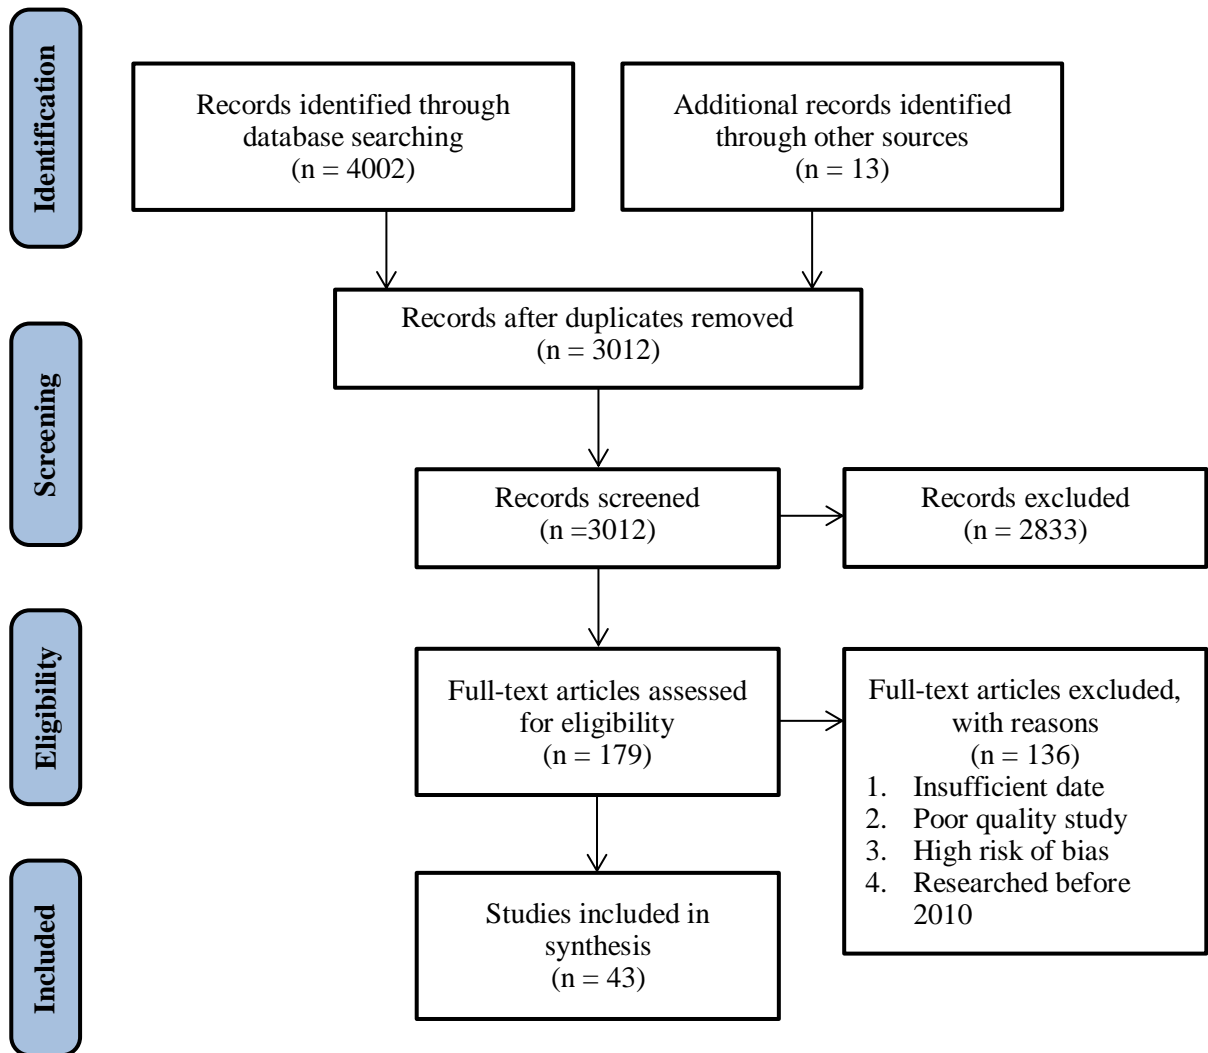 Identification
Records identified through
database searching
(n = 4002)
Additional records identified
through other sources
(n = 13)
Records after duplicates removed
(n = 3012)
Screening
Records screened
(n =3012)
Records excluded
(n = 2833)
Eligibility
Full-text articles assessed
for eligibility
(n = 179)
Full-text articles excluded,
with reasons
(n = 136)
1. Insufficient date
2. Poor quality study
3. High risk of bias
4. Researched before
2010
Included
Studies included in
synthesis
(n = 43)